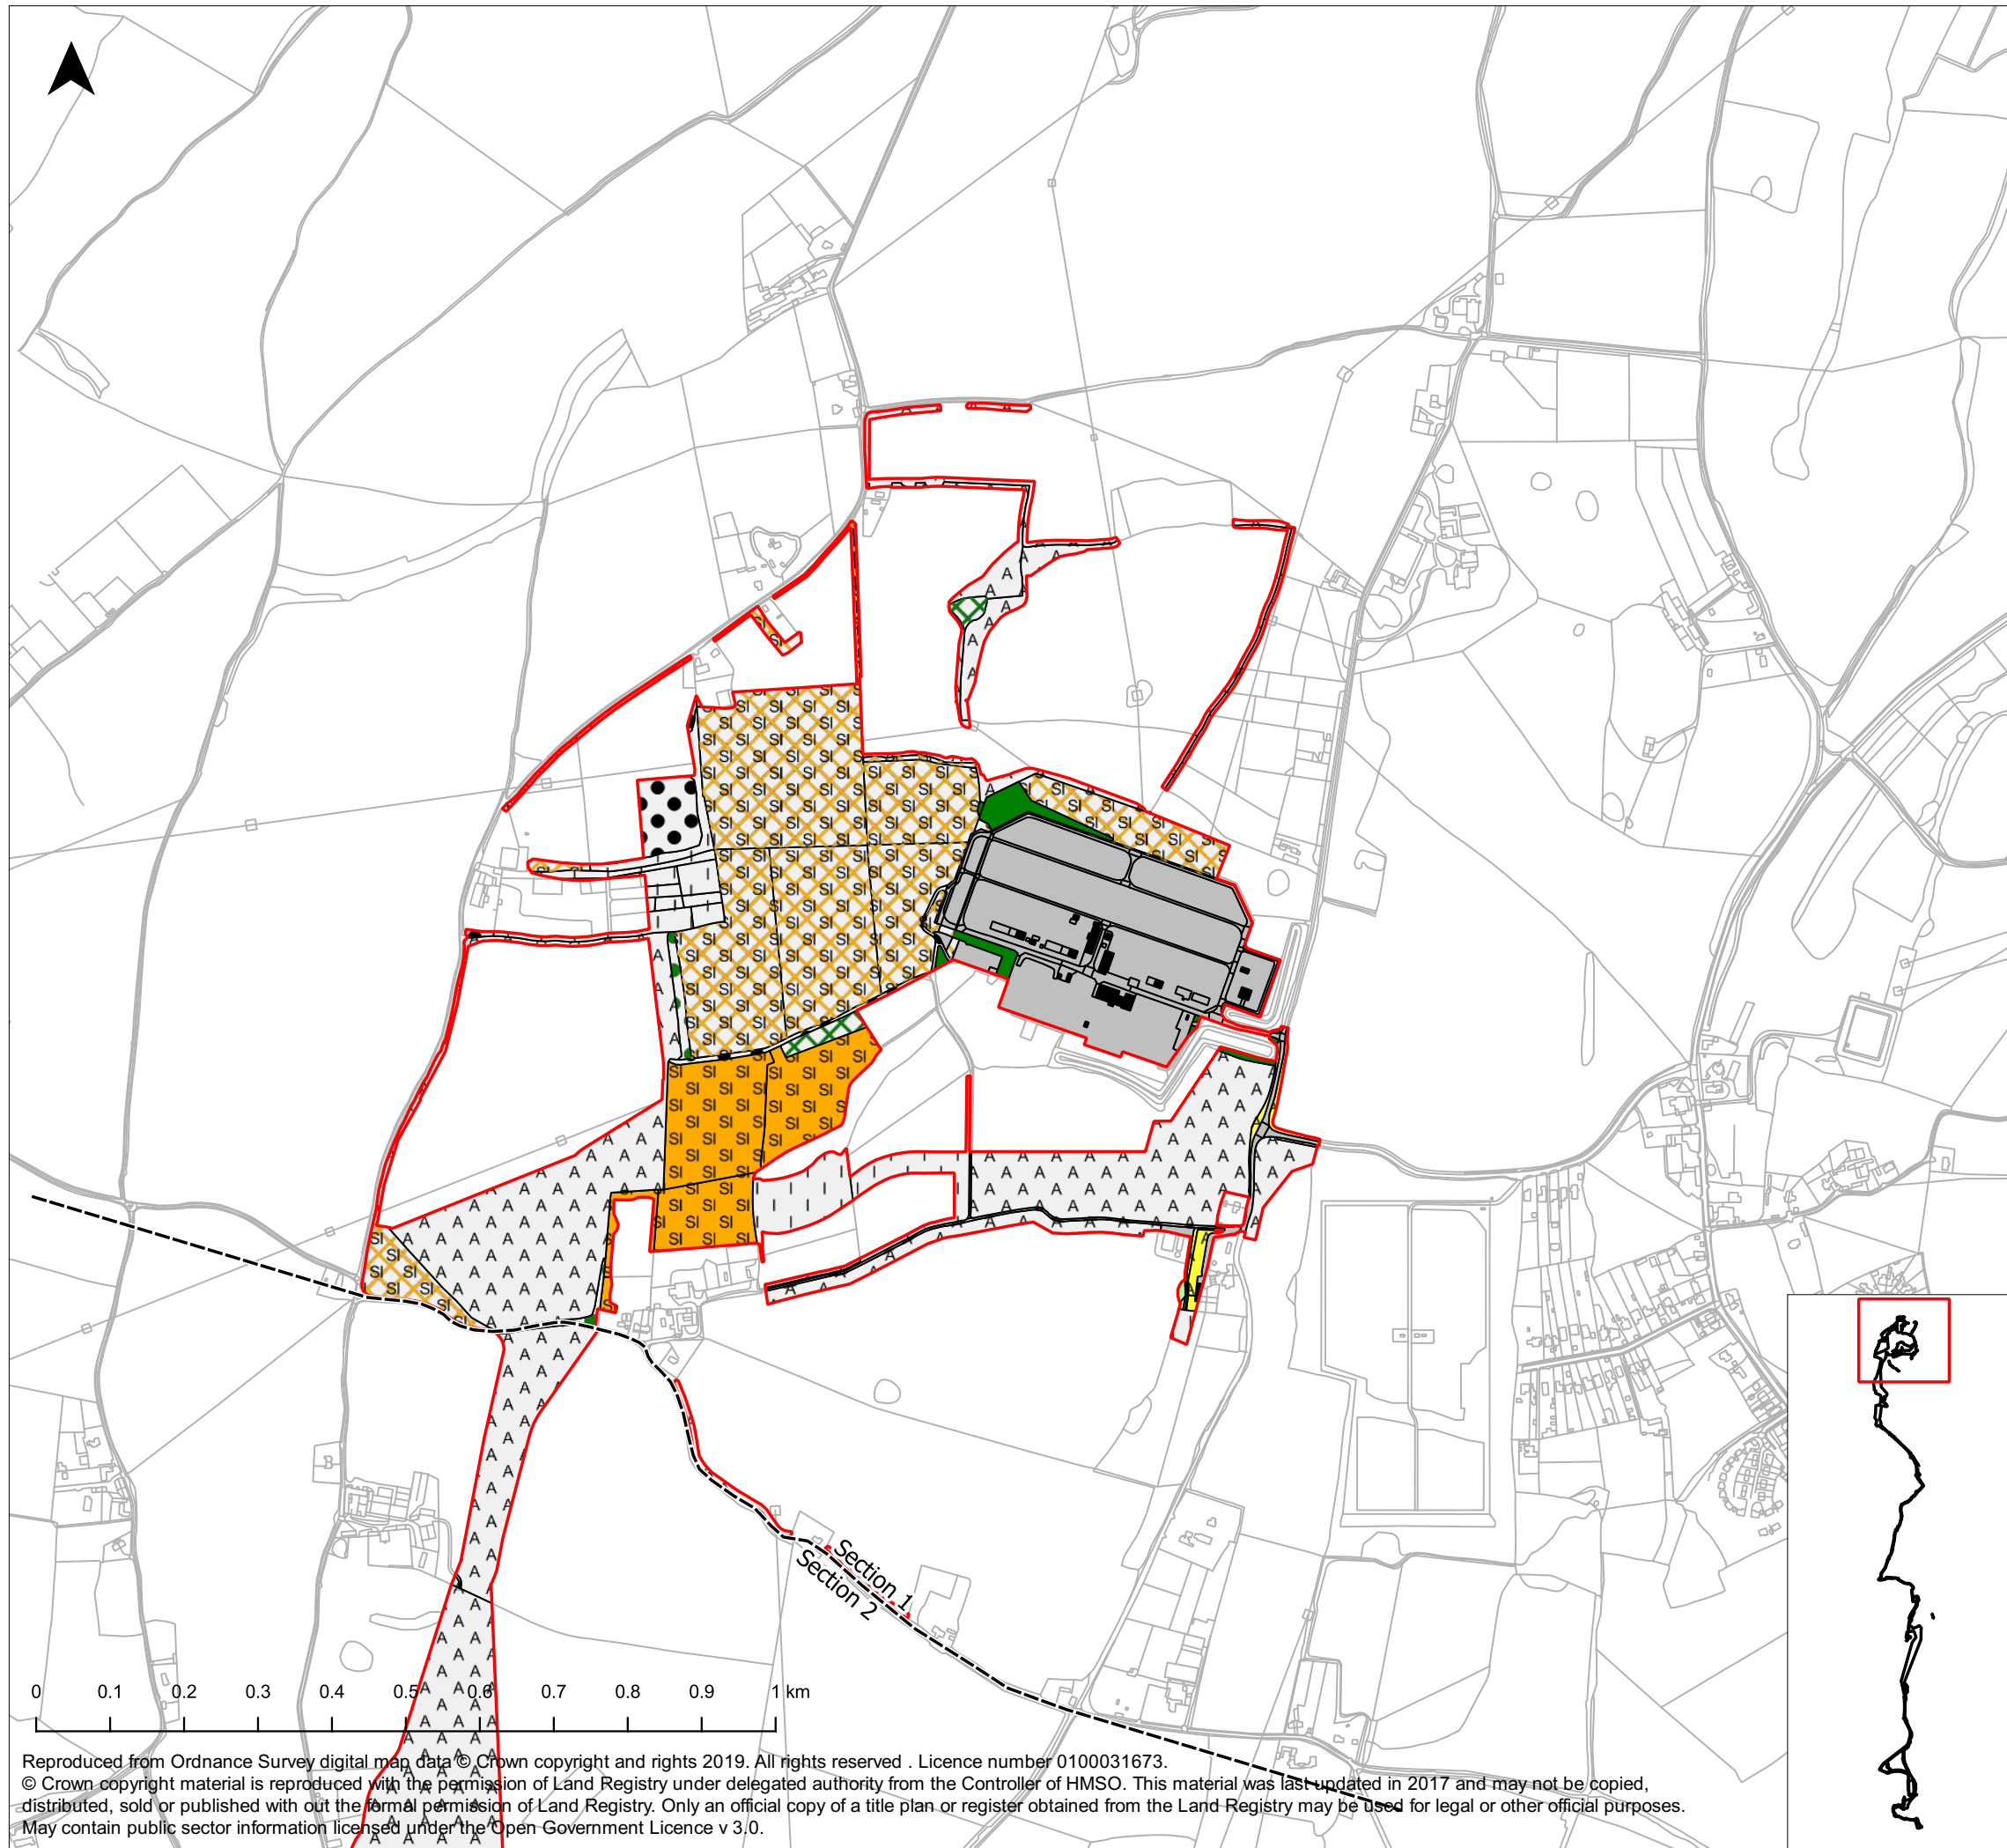 Section 1
Section 2
0 0.1 0.2 0.3 0.4 0.5 0.6 0.7 0.8 0.9 1 km
Reproduced from Ordnance Survey digital map data © Crown copyright and rights 2019. All rights reserved . Licence number 0100031673.
© Crown copyright material is reproduced with the permission of Land Registry under delegated authority from the Controller of HMSO. This material was last updated in 2017 and may not be copied,
distributed, sold or published with out the formal permission of Land Registry. Only an official copy of a title plan or register obtained from the Land Registry may be used for legal or other official purposes.
May contain public sector information licensed under the Open Government Licence v 3.0.